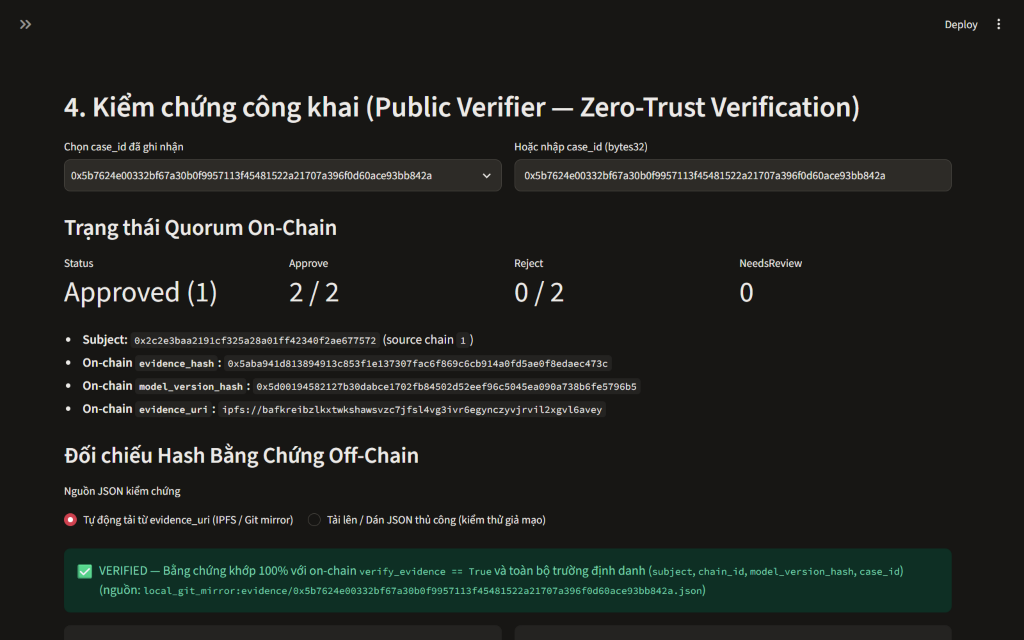 Deploy
4. Kiểm chứng công khai (Public Verifier — Zero-Trust Verification)
Chọn case_id đã ghi nhận
Hoặc nhập case_id (bytes32)
0x5b7624e00332bf67a30b0f9957113f45481522a21707a396f0d60ace93bb842a
0x5b7624e00332bf67a30b0f9957113f45481522a21707a396f0d60ace93bb842a
Trạng thái Quorum On-Chain
Status
Approve
Reject
NeedsReview
Approved (1)
2 / 2
0 / 2
0
Subject: 0x2c2e3baa2191cf325a28a01ff42340f2ae677572 (source chain 1)
On-chain evidence_hash : 0x5aba941d813894913c853f1e137307fac6f869c6cb914a0fd5ae0f8edaec473c
On-chain model_version_hash : 0x5d00194582127b30dabce1702fb84502d52eef96c5045ea090a738b6fe5796b5
On-chain evidence_uri : ipfs://bafkreibzlkxtwkshawsvzc7jfsl4vg3ivr6egynczyvjrvil2xgvl6avey
Đối chiếu Hash Bằng Chứng Off-Chain
Nguồn JSON kiểm chứng
Tự động tải từ evidence_uri (IPFS / Git mirror)
Tải lên / Dán JSON thủ công (kiểm thử giả mạo)
VERIFIED — Bằng chứng khớp 100% với on-chain verify_evidence == True và toàn bộ trường định danh (subject, chain_id, model_version_hash, case_id)
(nguồn: local_git_mirror:evidence/0x5b7624e00332bf67a30b0f9957113f45481522a21707a396f0d60ace93bb842a.json)